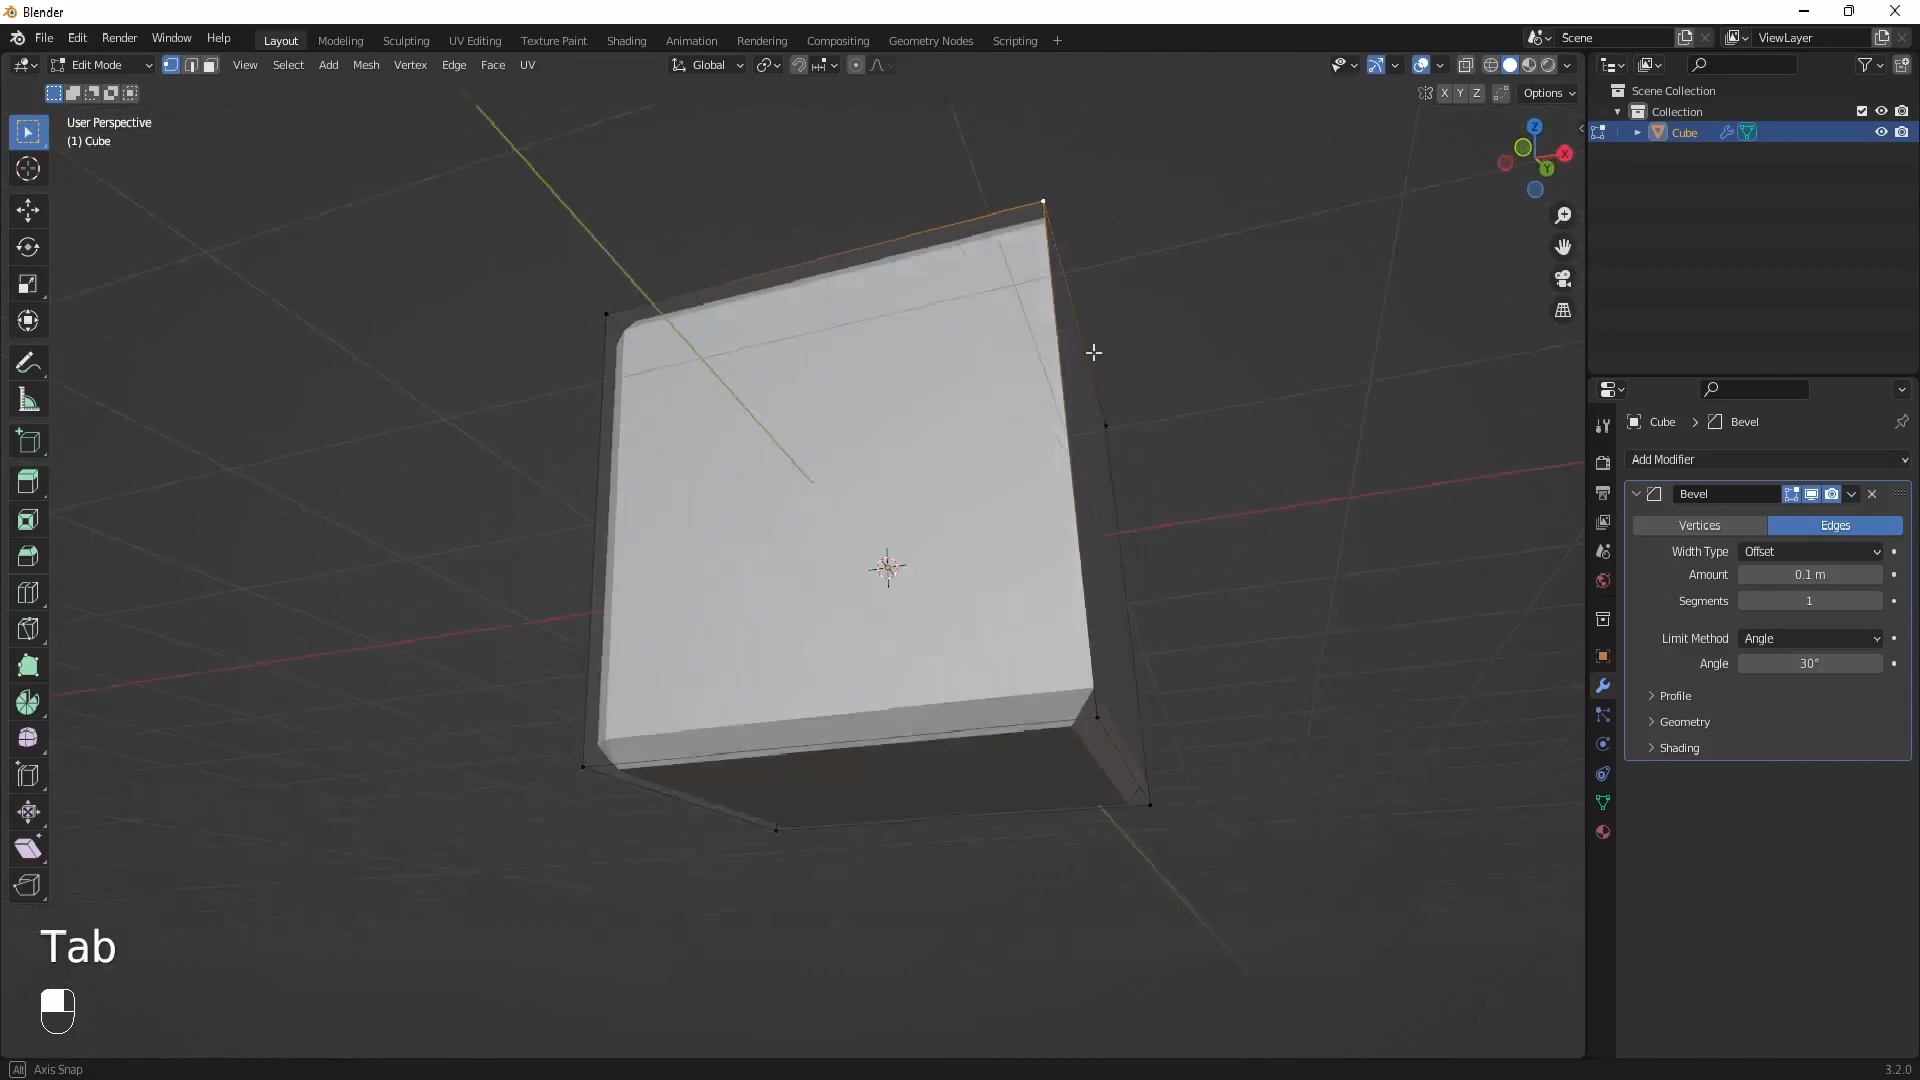 Blender
File Edit Render Window Help
Layout Modeling Sculpting UV Editing Texture Paint Shading Animation Rendering Compositing Geometry Nodes Scripting +
Scene
ViewLayer
Edit Mode
View Select Add Mesh Vertex Edge Face UV
Global
X Y Z
Options
User Perspective
(1) Cube
Z
X
Y
Scene Collection
Collection
Cube
Cube > Bevel
Add Modifier
Bevel
Vertices Edges
Width Type Offset
Amount 0.1 m
Segments 1
Limit Method Angle
Angle 30°
Profile
Geometry
Shading
Tab
Alt Axis Snap
3.2.0